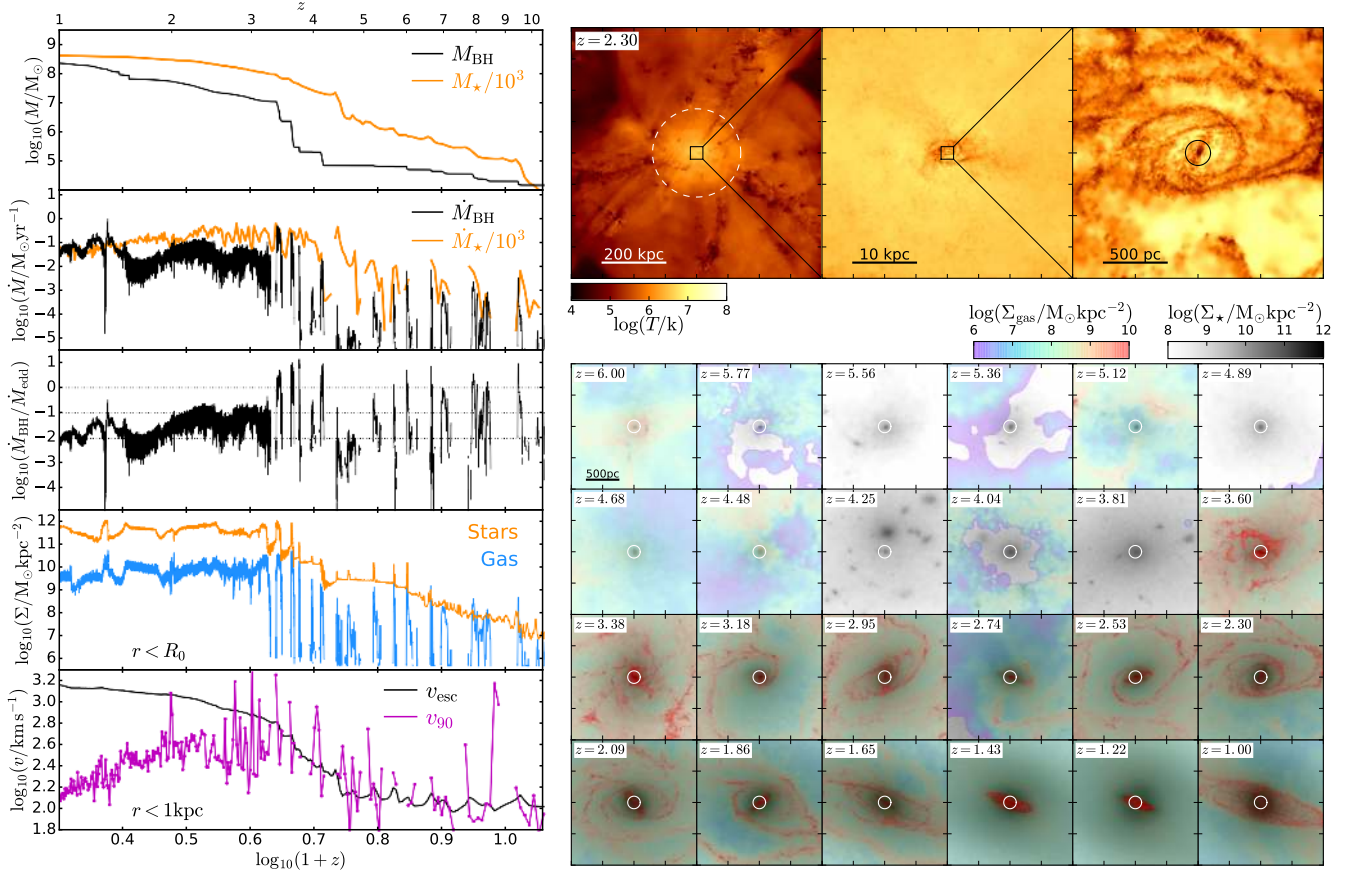 z
1 2 3 4 5 6 7 8 9 10
9
8
7
6
5
log₁₀(M/M⊙)
M_BH
M⋆/10³
1
0
−1
−2
−3
−4
−5
log₁₀(Ṁ/M⊙yr⁻¹)
Ṁ_BH
Ṁ⋆/10³
1
0
−1
−2
−3
−4
log₁₀(Ṁ_BH/Ṁ_edd)
12
11
10
9
8
7
6
log₁₀(Σ/M⊙kpc⁻²)
Stars
Gas
r < R₀
3.2
3.0
2.8
2.6
2.4
2.2
2.0
1.8
log₁₀(v/km s⁻¹)
v_esc
v₉₀
r < 1kpc
0.4 0.5 0.6 0.7 0.8 0.9 1.0
log₁₀(1 + z)
z = 2.30
200 kpc
10 kpc
500 pc
4 5 6 7 8
log(T/k)
log(Σ_gas/M⊙kpc⁻²)
6 7 8 9 10
log(Σ⋆/M⊙kpc⁻²)
8 9 10 11 12
z = 6.00
500pc
z = 5.77
z = 5.56
z = 5.36
z = 5.12
z = 4.89
z = 4.68
z = 4.48
z = 4.25
z = 4.04
z = 3.81
z = 3.60
z = 3.38
z = 3.18
z = 2.95
z = 2.74
z = 2.53
z = 2.30
z = 2.09
z = 1.86
z = 1.65
z = 1.43
z = 1.22
z = 1.00